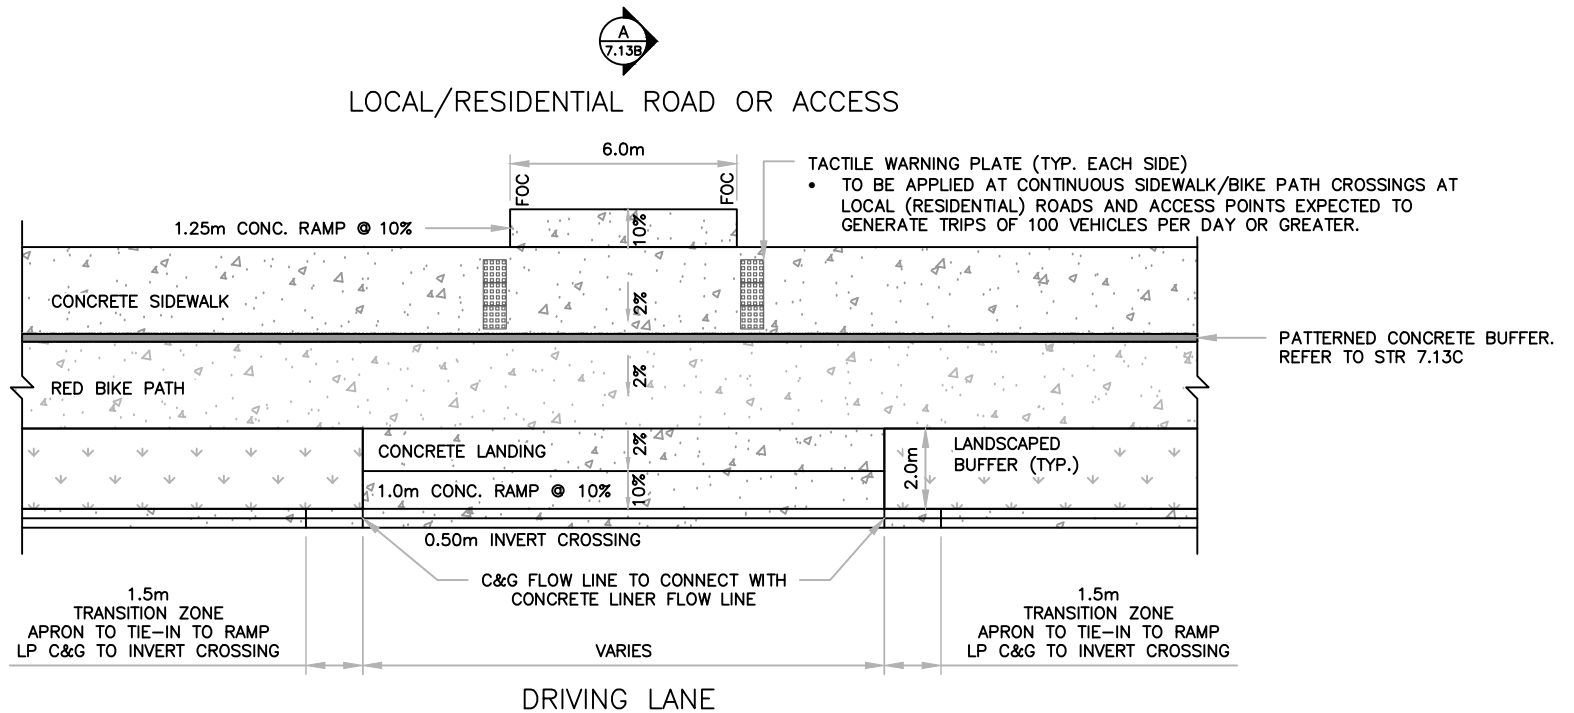 A
7.13B
LOCAL/RESIDENTIAL ROAD OR ACCESS
6.0m
FOC
FOC
TACTILE WARNING PLATE (TYP. EACH SIDE)
• TO BE APPLIED AT CONTINUOUS SIDEWALK/BIKE PATH CROSSINGS AT
LOCAL (RESIDENTIAL) ROADS AND ACCESS POINTS EXPECTED TO
GENERATE TRIPS OF 100 VEHICLES PER DAY OR GREATER.
1.25m CONC. RAMP @ 10%
10%
CONCRETE SIDEWALK
2%
PATTERNED CONCRETE BUFFER.
REFER TO STR 7.13C
RED BIKE PATH
2%
CONCRETE LANDING
2%
LANDSCAPED
BUFFER (TYP.)
2.0m
1.0m CONC. RAMP @ 10%
10%
0.50m INVERT CROSSING
C&G FLOW LINE TO CONNECT WITH
CONCRETE LINER FLOW LINE
1.5m
TRANSITION ZONE
APRON TO TIE-IN TO RAMP
LP C&G TO INVERT CROSSING
VARIES
1.5m
TRANSITION ZONE
APRON TO TIE-IN TO RAMP
LP C&G TO INVERT CROSSING
DRIVING LANE